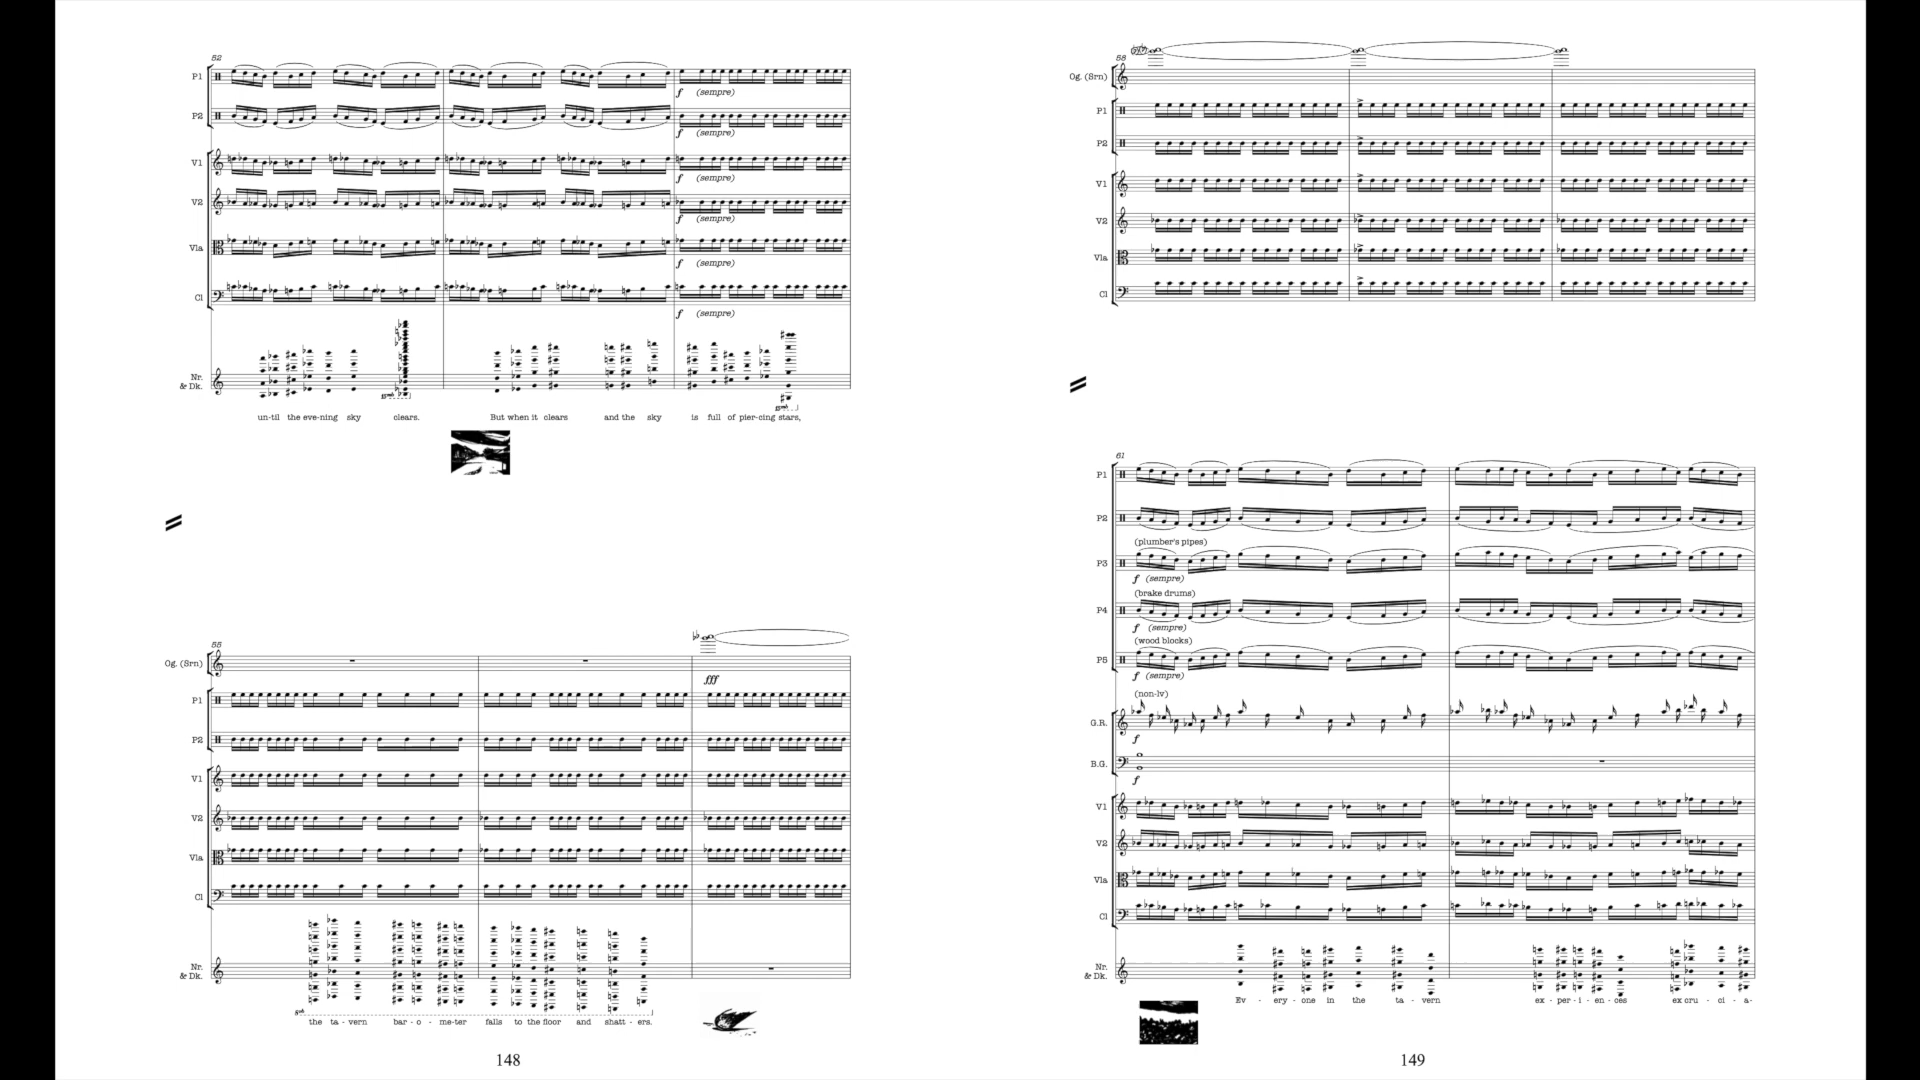 52
P1
f (sempre)
P2
f (sempre)
V1
f (sempre)
V2
f (sempre)
Vla
f (sempre)
Cl
f (sempre)
Nr. & Dk.
un-til the eve-ning sky clears. But when it clears and the sky is full of pier-cing stars,
55
Og. (Srn)
fff
P1
P2
V1
V2
Vla
Cl
Nr. & Dk.
the ta - vern bar - o - me-ter falls to the floor and shatt - ers.
148
58
Og. (Srn)
P1
P2
V1
V2
Vla
Cl
61
P1
P2
(plumber's pipes)
P3
f (sempre)
(brake drums)
P4
f (sempre)
(wood blocks)
P5
f (sempre)
(non-lv)
G.R.
f
B.G.
f
V1
V2
Vla
Cl
Nr. & Dk.
Ev - ery - one in the ta - vern ex - per - i - en - ces ex cru - ci - a-
149